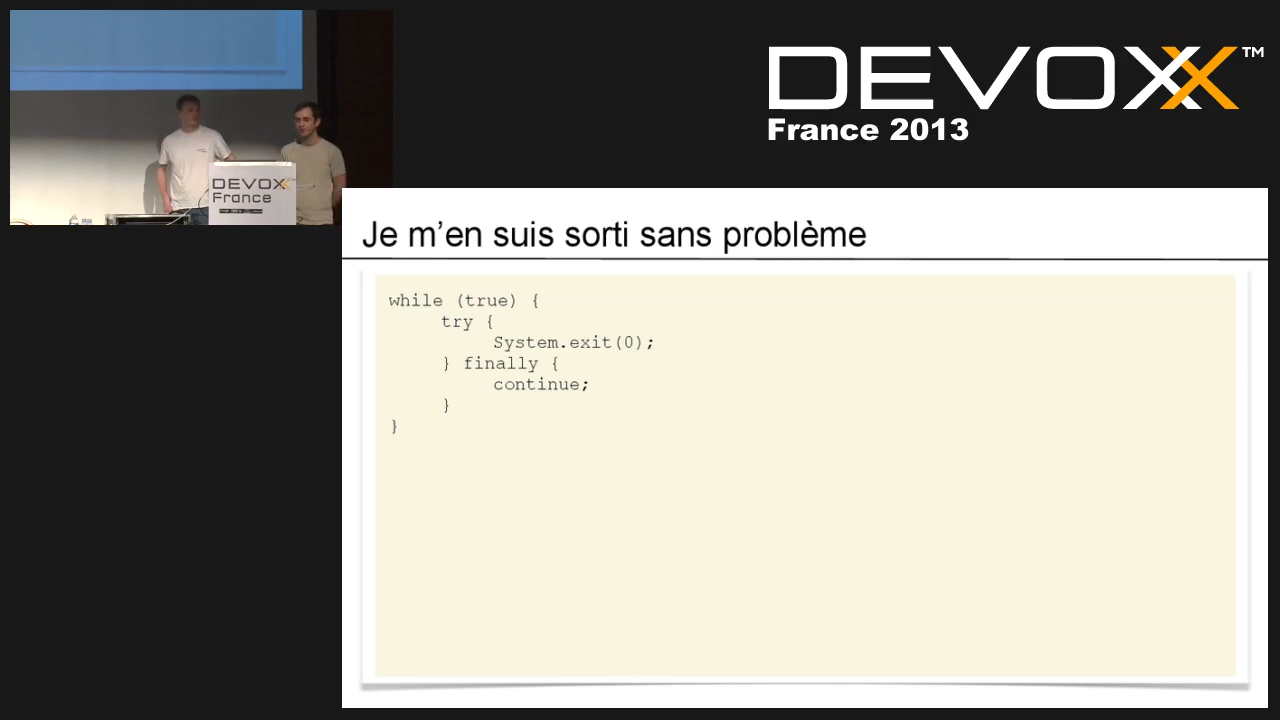 DEVOXX™
France 2013
DEVOXX
France
Je m’en suis sorti sans problème
while (true) {
try {
System.exit(0);
} finally {
continue;
}
}